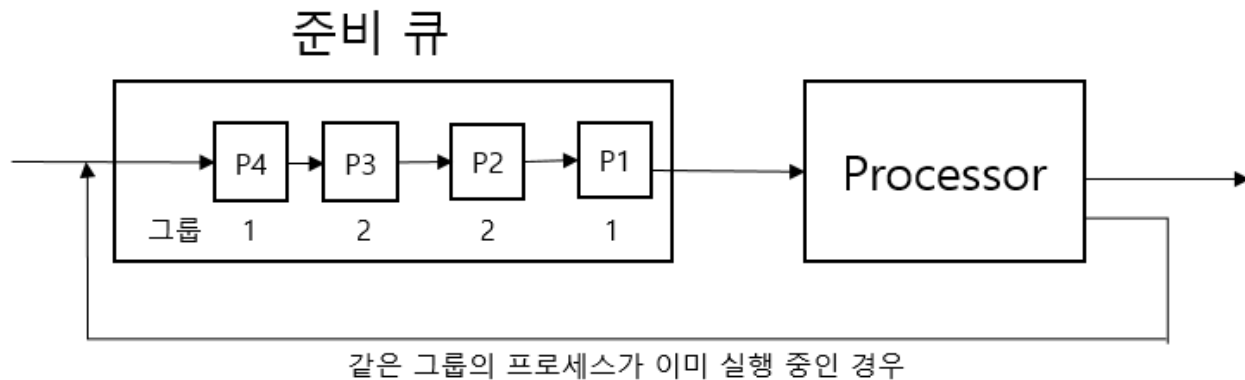 준비 큐
P4 P3 P2 P1
Processor
그룹 1 2 2 1
같은 그룹의 프로세스가 이미 실행 중인 경우